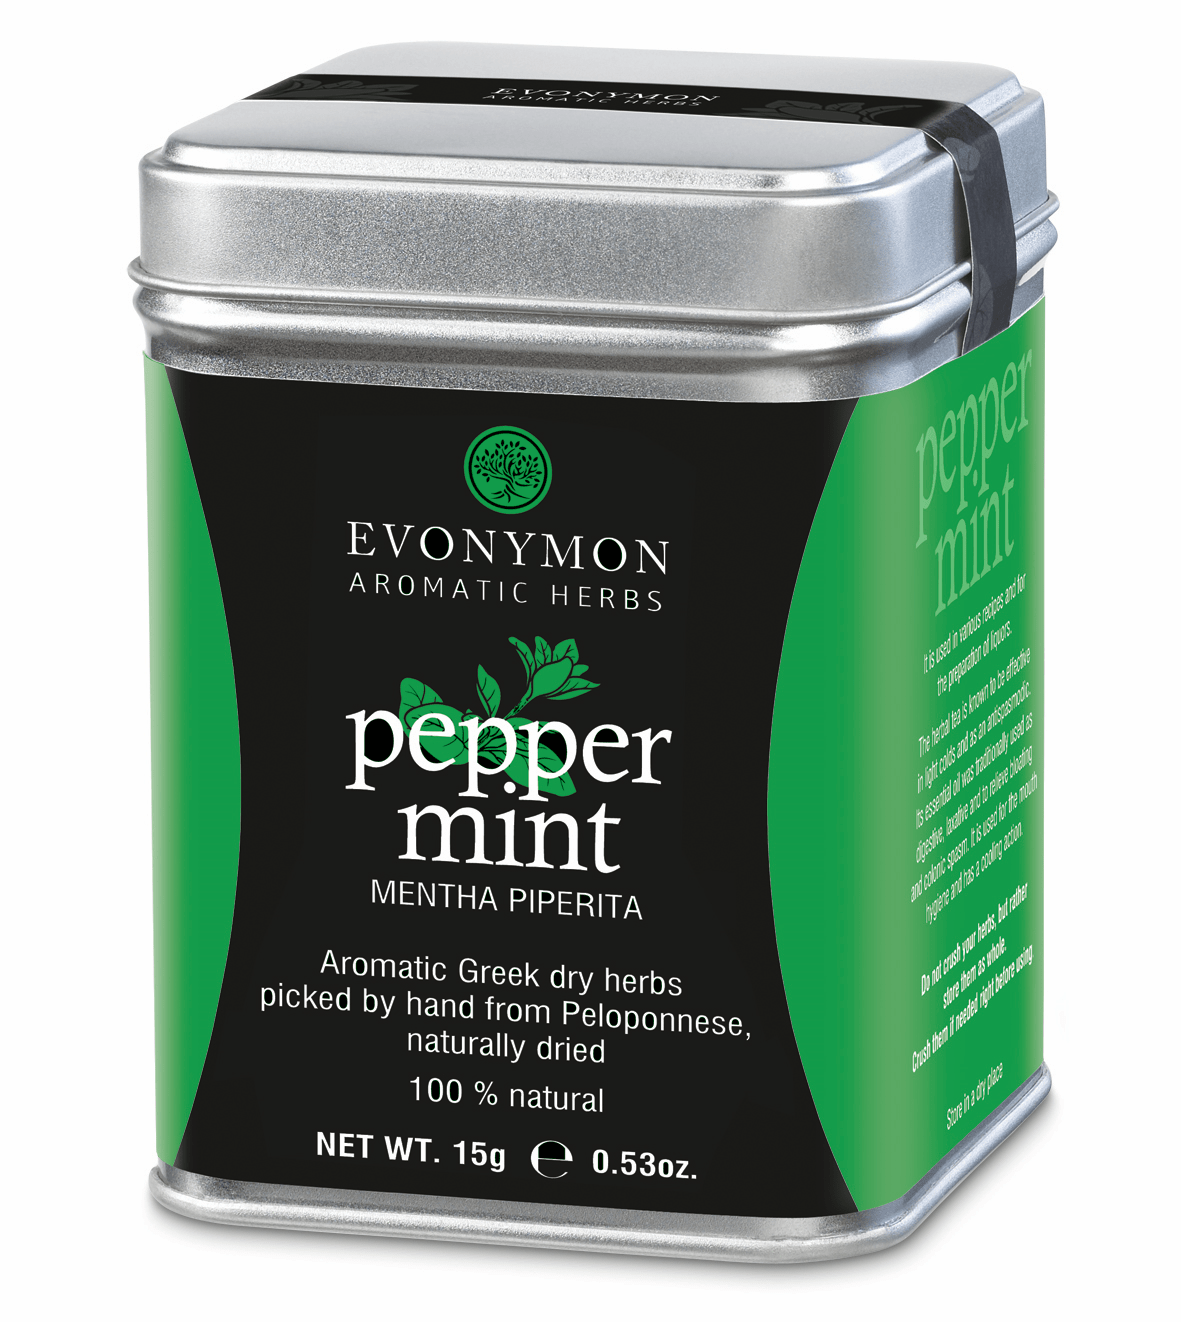 EVONYMON
AROMATIC HERBS
EVONYMON
AROMATIC HERBS
pepper
mint
MENTHA PIPERITA
Aromatic Greek dry herbs
picked by hand from Peloponnese,
naturally dried
100 % natural
NET WT. 15g ℮ 0.53oz.
pepper
mint
It is used in various recipes and for
the preparation of liquors.
The herbal tea is known to be effective
in light colds and as an antispasmodic.
Its essential oil was traditionally used as
digestive, laxative and to relieve bloating
and colonic spasm. It is used for the mouth
hygiene and has a cooling action.
Do not crush your herbs, but rather
store them as whole.
Crush them if needed right before using
Store in a dry place